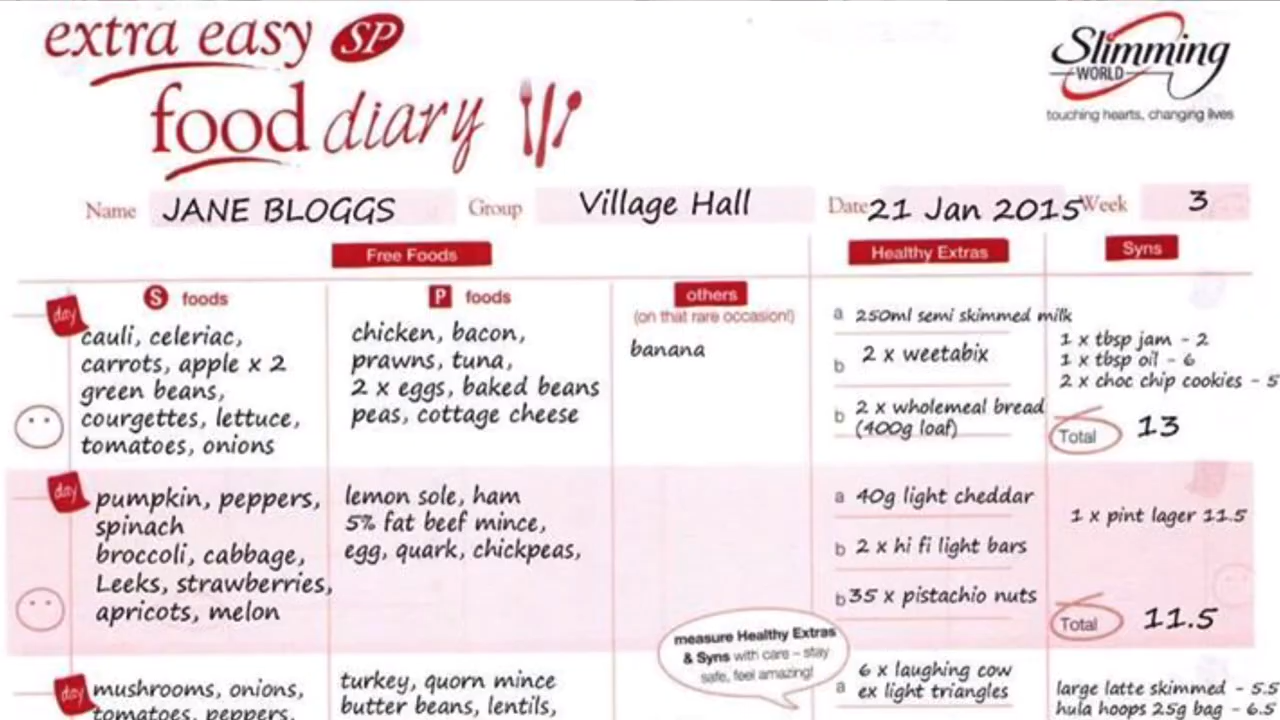 extra easy SP
food diary
Slimming
WORLD
touching hearts, changing lives
Name JANE BLOGGS Group Village Hall Date 21 Jan 2015 Week 3
Free Foods
Healthy Extras
Syns
S foods
P foods
others
(on that rare occasion!)
day
cauli, celeriac,
carrots, apple x 2
green beans,
courgettes, lettuce,
tomatoes, onions
chicken, bacon,
prawns, tuna,
2 x eggs, baked beans
peas, cottage cheese
banana
a 250ml semi skimmed milk
b 2 x weetabix
b 2 x wholemeal bread
(400g loaf)
1 x tbsp jam - 2
1 x tbsp oil - 6
2 x choc chip cookies - 5
Total 13
day
pumpkin, peppers,
spinach
broccoli, cabbage,
Leeks, strawberries,
apricots, melon
lemon sole, ham
5% fat beef mince,
egg, quark, chickpeas,
a 40g light cheddar
b 2 x hi fi light bars
b 35 x pistachio nuts
1 x pint lager 11.5
Total 11.5
measure Healthy Extras
& Syns with care – stay
safe, feel amazing!
day
mushrooms, onions,
tomatoes, peppers,
turkey, quorn mince
butter beans, lentils,
a 6 x laughing cow
ex light triangles
large latte skimmed - 5.5
hula hoops 25g bag - 6.5